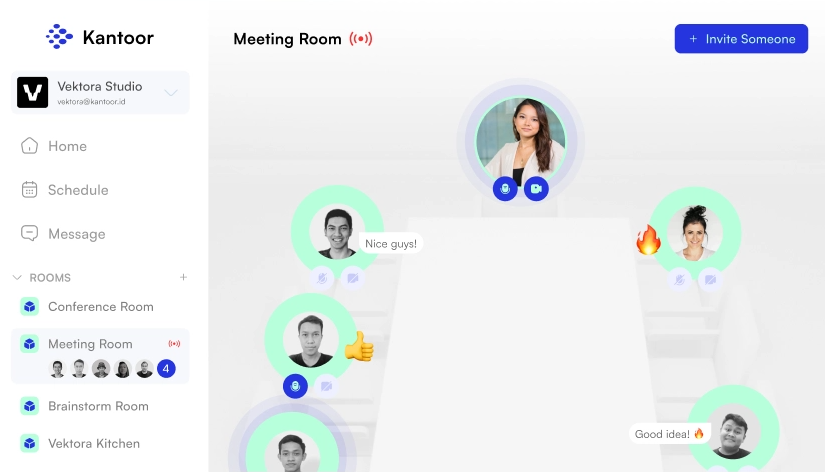 Kantoor
Meeting Room
+ Invite Someone
V
Vektora Studio
vektora@kantoor.id
Home
Schedule
Message
ROOMS +
Conference Room
Meeting Room
4
Brainstorm Room
Vektora Kitchen
Nice guys!
Good idea! 🔥